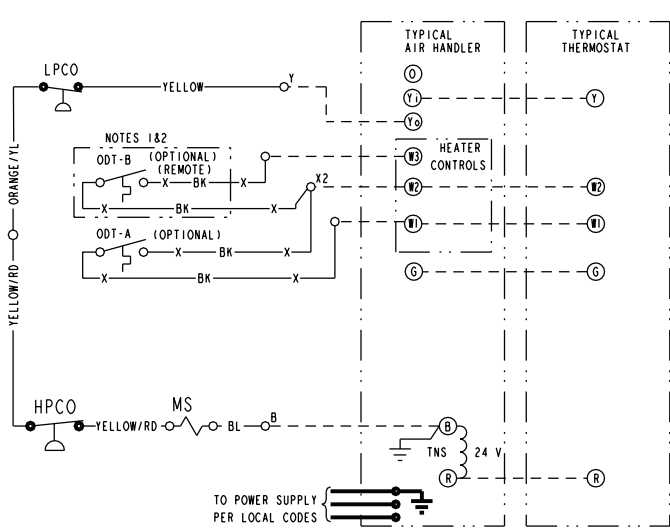 TYPICAL
AIR HANDLER
TYPICAL
THERMOSTAT
O
LPCO
YELLOW
Y
Yi
Y
Yo
ORANGE/YL
NOTES 1&2
ODT-B (OPTIONAL)
(REMOTE)
X BK X
X BK X
X2
HEATER
CONTROLS
W3
W2
W2
W1
W1
ODT-A (OPTIONAL)
X BK X
X BK X
G
G
YELLOW/RD
HPCO
YELLOW/RD
MS
BL
B
B
TNS
24 V
R
R
TO POWER SUPPLY
PER LOCAL CODES